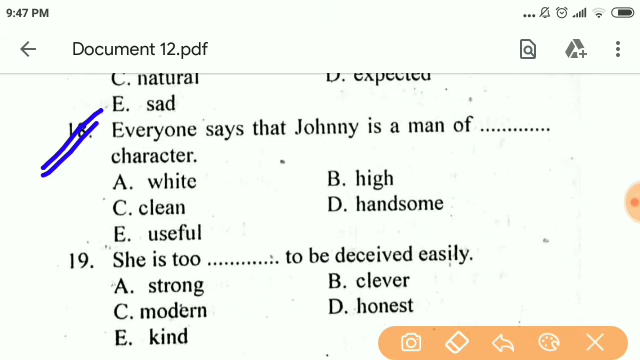 9:47 PM
Document 12.pdf
C. natural
D. expected
E. sad
18. Everyone says that Johnny is a man of .............
character.
A. white
B. high
C. clean
D. handsome
E. useful
19. She is too .............. to be deceived easily.
A. strong
B. clever
C. modern
D. honest
E. kind